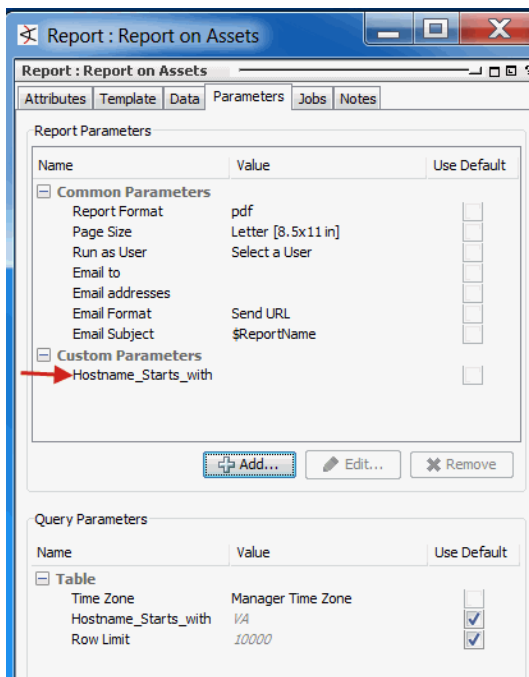 Report : Report on Assets
Report : Report on Assets
Attributes Template Data Parameters Jobs Notes
Report Parameters
Name Value Use Default
Common Parameters
Report Format pdf
Page Size Letter [8.5x11 in]
Run as User Select a User
Email to
Email addresses
Email Format Send URL
Email Subject $ReportName
Custom Parameters
Hostname_Starts_with
Add... Edit... Remove
Query Parameters
Name Value Use Default
Table
Time Zone Manager Time Zone
Hostname_Starts_with VA
Row Limit 10000